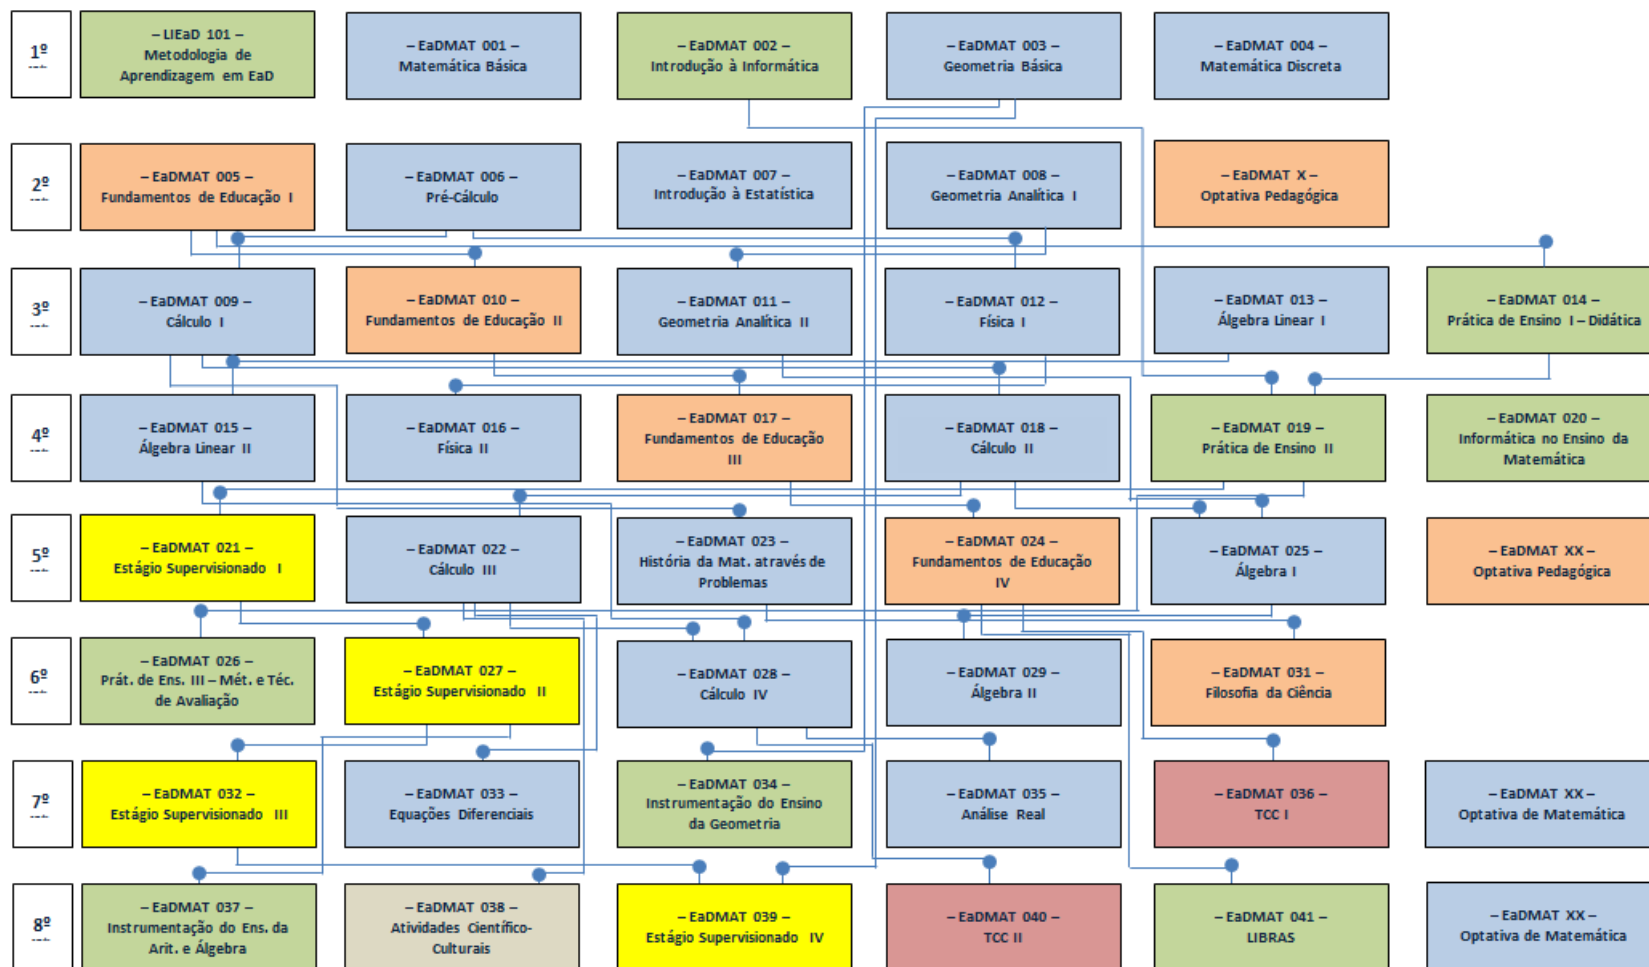 1º
– LIEaD 101 –
Metodologia de
Aprendizagem em EaD
– EaDMAT 001 –
Matemática Básica
– EaDMAT 002 –
Introdução à Informática
– EaDMAT 003 –
Geometria Básica
– EaDMAT 004 –
Matemática Discreta
2º
– EaDMAT 005 –
Fundamentos de Educação I
– EaDMAT 006 –
Pré-Cálculo
– EaDMAT 007 –
Introdução à Estatística
– EaDMAT 008 –
Geometria Analítica I
– EaDMAT X –
Optativa Pedagógica
3º
– EaDMAT 009 –
Cálculo I
– EaDMAT 010 –
Fundamentos de Educação II
– EaDMAT 011 –
Geometria Analítica II
– EaDMAT 012 –
Física I
– EaDMAT 013 –
Álgebra Linear I
– EaDMAT 014 –
Prática de Ensino I – Didática
4º
– EaDMAT 015 –
Álgebra Linear II
– EaDMAT 016 –
Física II
– EaDMAT 017 –
Fundamentos de Educação
III
– EaDMAT 018 –
Cálculo II
– EaDMAT 019 –
Prática de Ensino II
– EaDMAT 020 –
Informática no Ensino da
Matemática
5º
– EaDMAT 021 –
Estágio Supervisionado I
– EaDMAT 022 –
Cálculo III
– EaDMAT 023 –
História da Mat. através de
Problemas
– EaDMAT 024 –
Fundamentos de Educação
IV
– EaDMAT 025 –
Álgebra I
– EaDMAT XX –
Optativa Pedagógica
6º
– EaDMAT 026 –
Prát. de Ens. III – Mét. e Téc.
de Avaliação
– EaDMAT 027 –
Estágio Supervisionado II
– EaDMAT 028 –
Cálculo IV
– EaDMAT 029 –
Álgebra II
– EaDMAT 031 –
Filosofia da Ciência
7º
– EaDMAT 032 –
Estágio Supervisionado III
– EaDMAT 033 –
Equações Diferenciais
– EaDMAT 034 –
Instrumentação do Ensino
da Geometria
– EaDMAT 035 –
Análise Real
– EaDMAT 036 –
TCC I
– EaDMAT XX –
Optativa de Matemática
8º
– EaDMAT 037 –
Instrumentação do Ens. da
Arit. e Álgebra
– EaDMAT 038 –
Atividades Científico-
Culturais
– EaDMAT 039 –
Estágio Supervisionado IV
– EaDMAT 040 –
TCC II
– EaDMAT 041 –
LIBRAS
– EaDMAT XX –
Optativa de Matemática